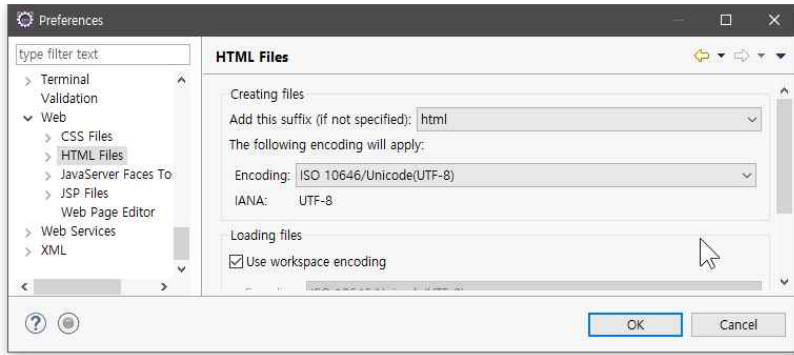 Preferences
type filter text
Terminal
Validation
Web
CSS Files
HTML Files
JavaServer Faces To
JSP Files
Web Page Editor
Web Services
XML
HTML Files
Creating files
Add this suffix (if not specified): html
The following encoding will apply:
Encoding: ISO 10646/Unicode(UTF-8)
IANA: UTF-8
Loading files
Use workspace encoding
OK
Cancel